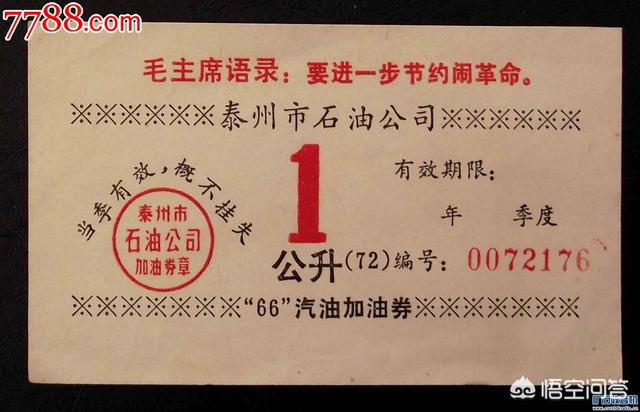 7788.com
毛主席语录：要进一步节约闹革命。
※※※※※※泰州市石油公司※※※※※※
当季有效，概不挂失
1
有效期限：
年 季度
泰州市
石油公司
加油券章
公升(72)编号：0072176
※※※※※※“66”汽油加油券※※※※※※
悟空问答